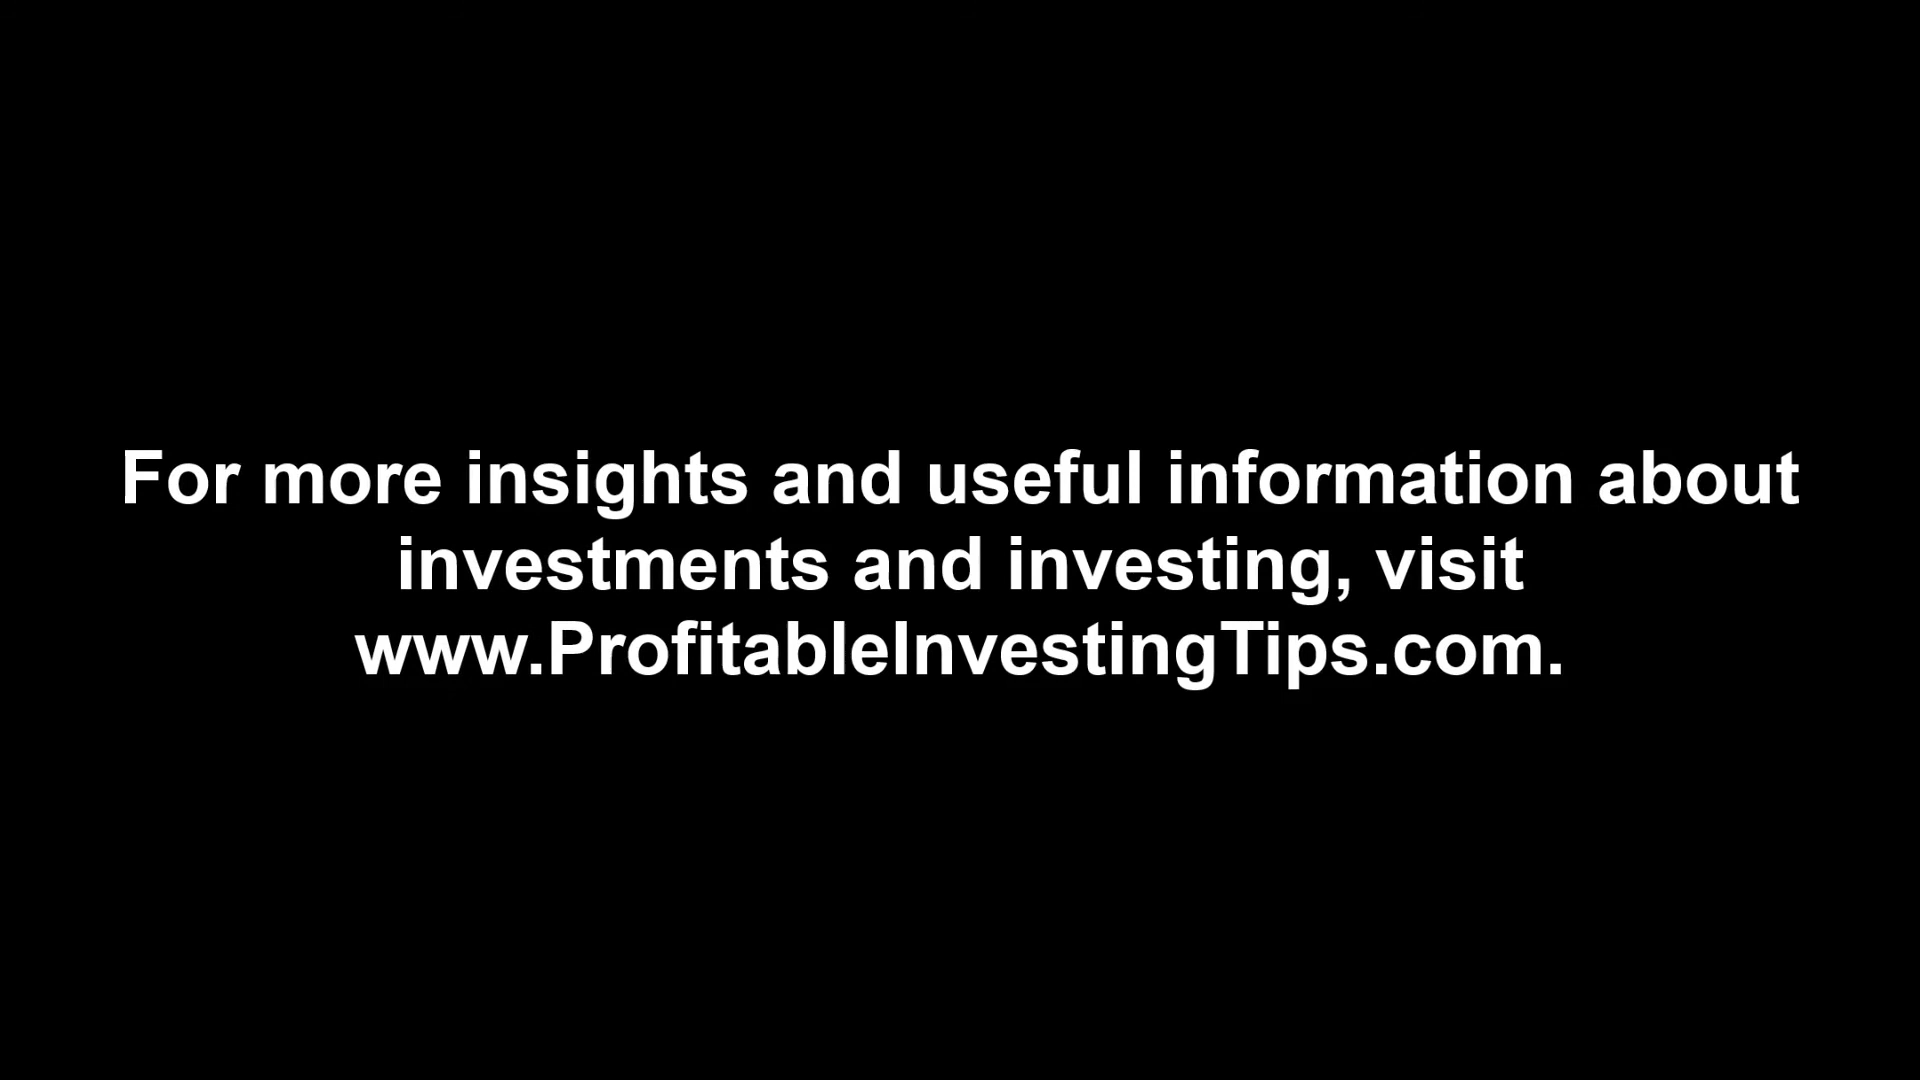 For more insights and useful information about
investments and investing, visit
www.ProfitableInvestingTips.com.